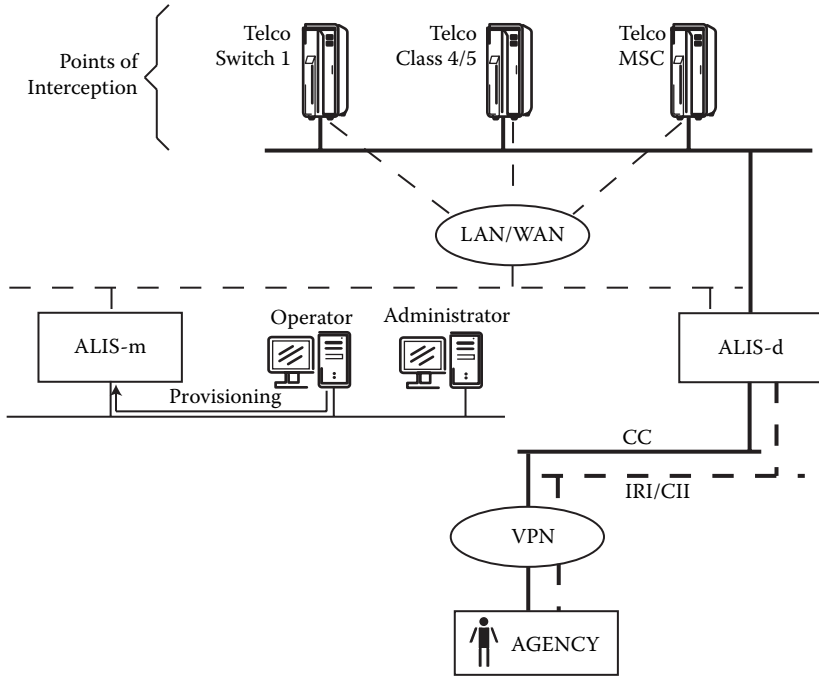 Points of
Interception
Telco
Switch 1
Telco
Class 4/5
Telco
MSC
LAN/WAN
ALIS-m
Operator
Administrator
ALIS-d
Provisioning
CC
IRI/CII
VPN
AGENCY